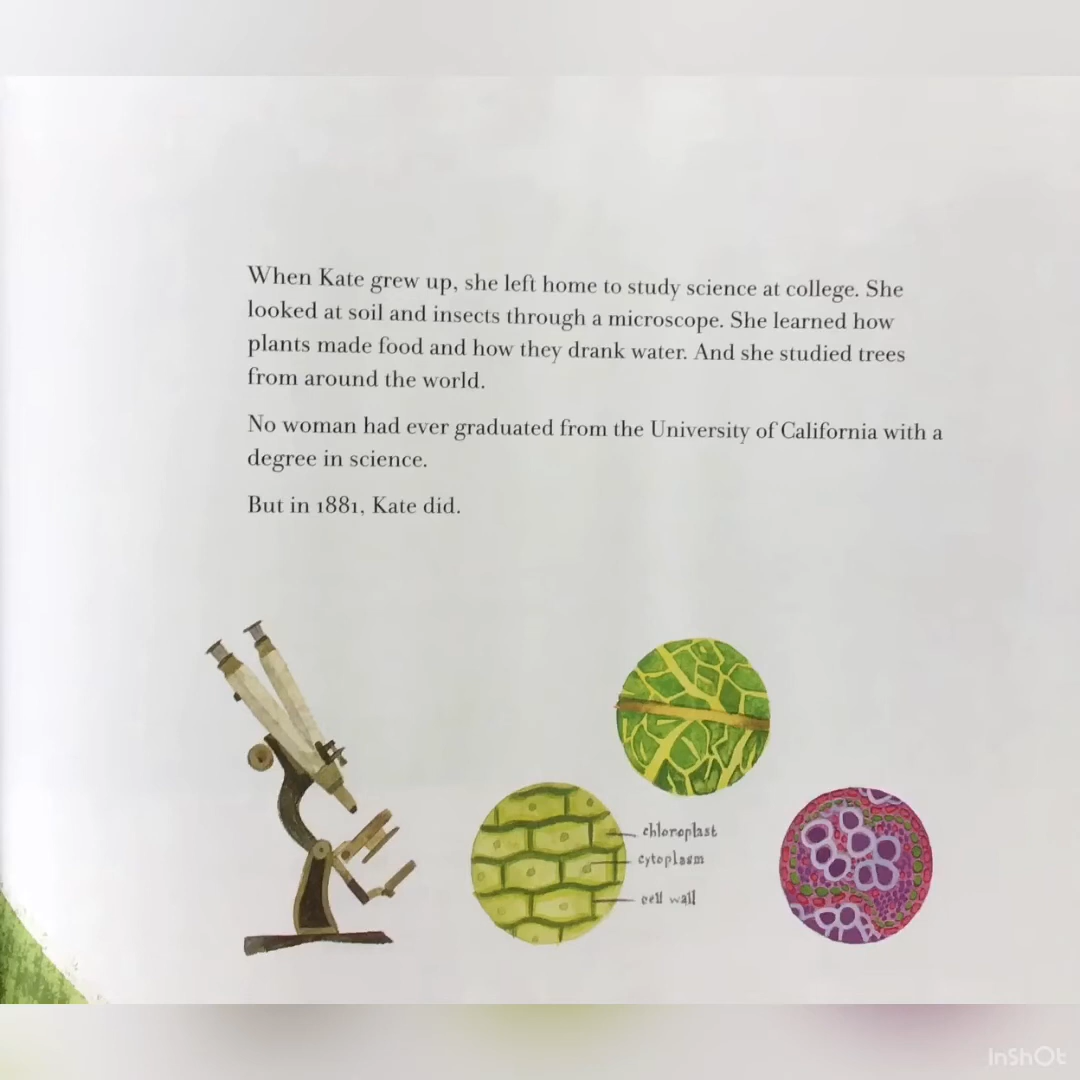 When Kate grew up, she left home to study science at college. She
looked at soil and insects through a microscope. She learned how
plants made food and how they drank water. And she studied trees
from around the world.
No woman had ever graduated from the University of California with a
degree in science.
But in 1881, Kate did.
chloroplast
cytoplasm
cell wall
InShOt